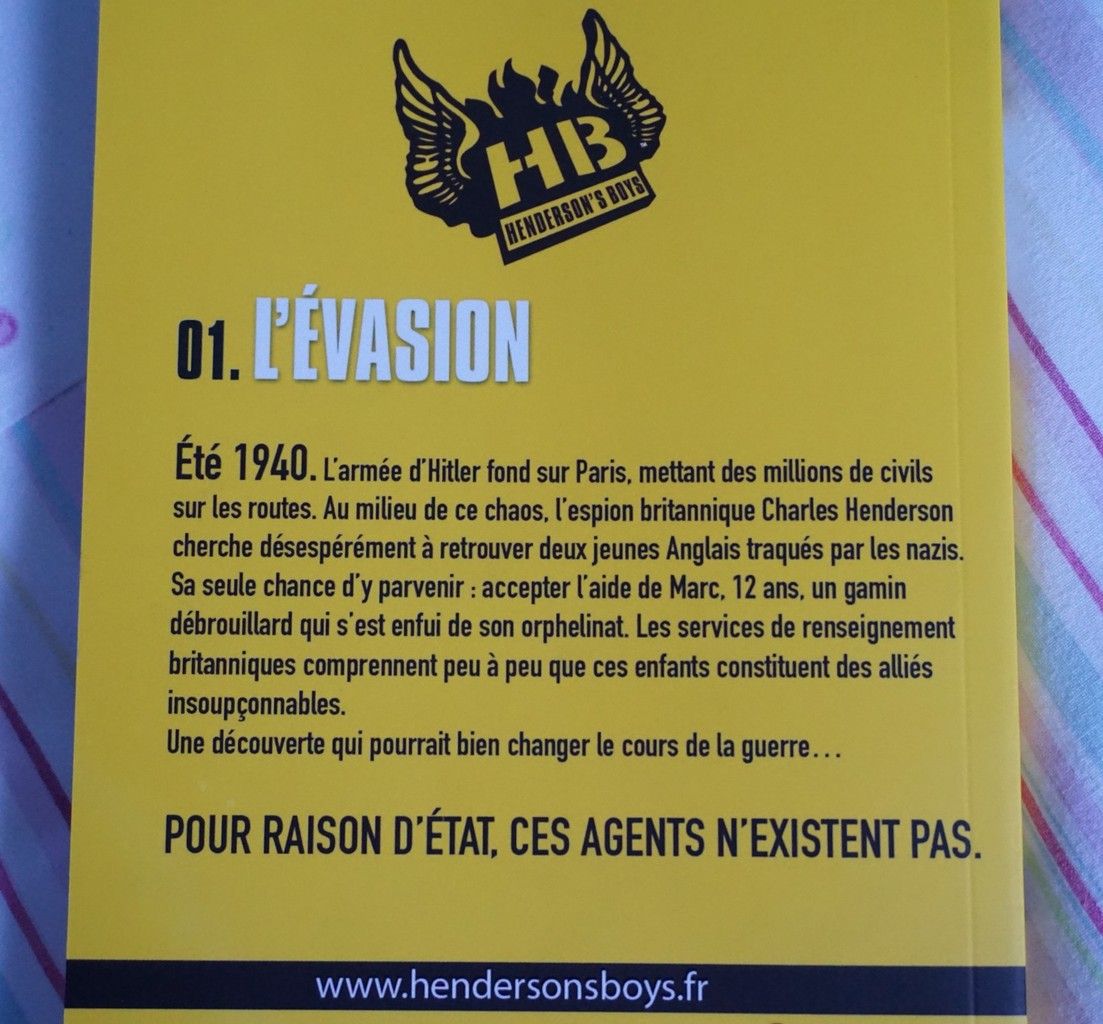 HB
HENDERSON'S BOYS
01. L'ÉVASION
Été 1940. L'armée d'Hitler fond sur Paris, mettant des millions de civils
sur les routes. Au milieu de ce chaos, l'espion britannique Charles Henderson
cherche désespérément à retrouver deux jeunes Anglais traqués par les nazis.
Sa seule chance d'y parvenir : accepter l'aide de Marc, 12 ans, un gamin
débrouillard qui s'est enfui de son orphelinat. Les services de renseignement
britanniques comprennent peu à peu que ces enfants constituent des alliés
insoupçonnables.
Une découverte qui pourrait bien changer le cours de la guerre...
POUR RAISON D'ÉTAT, CES AGENTS N'EXISTENT PAS.
www.hendersonsboys.fr